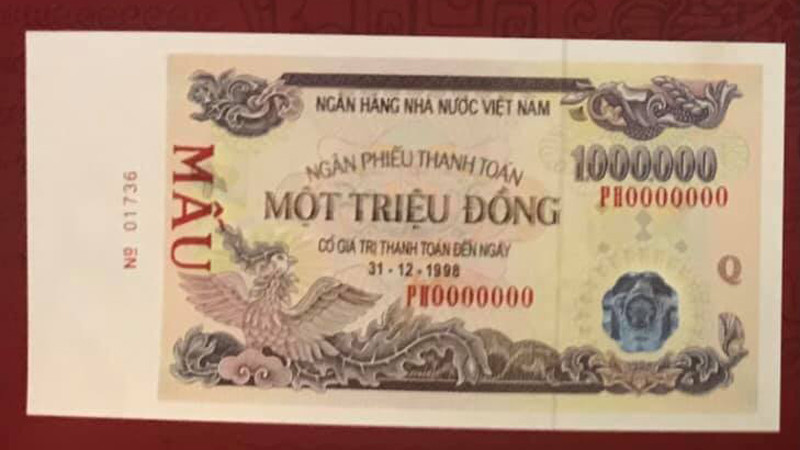 NGÂN HÀNG NHÀ NƯỚC VIỆT NAM
NGÂN PHIẾU THANH TOÁN
1000000
PH0000000
MỘT TRIỆU ĐỒNG
CÓ GIÁ TRỊ THANH TOÁN ĐẾN NGÀY
31 - 12 - 1998
PH0000000
Q
MẪU
Nº 01736